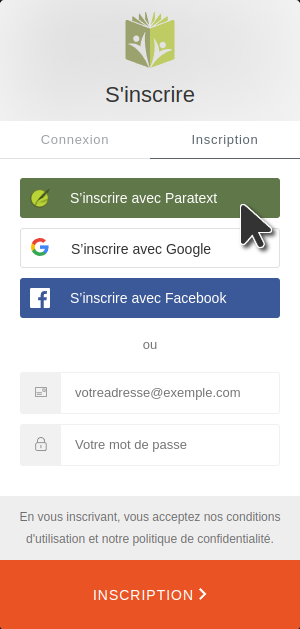 S'inscrire
Connexion
Inscription
S'inscrire avec Paratext
S'inscrire avec Google
S'inscrire avec Facebook
ou
votreadresse@exemple.com
Votre mot de passe
En vous inscrivant, vous acceptez nos conditions
d'utilisation et notre politique de confidentialité.
INSCRIPTION